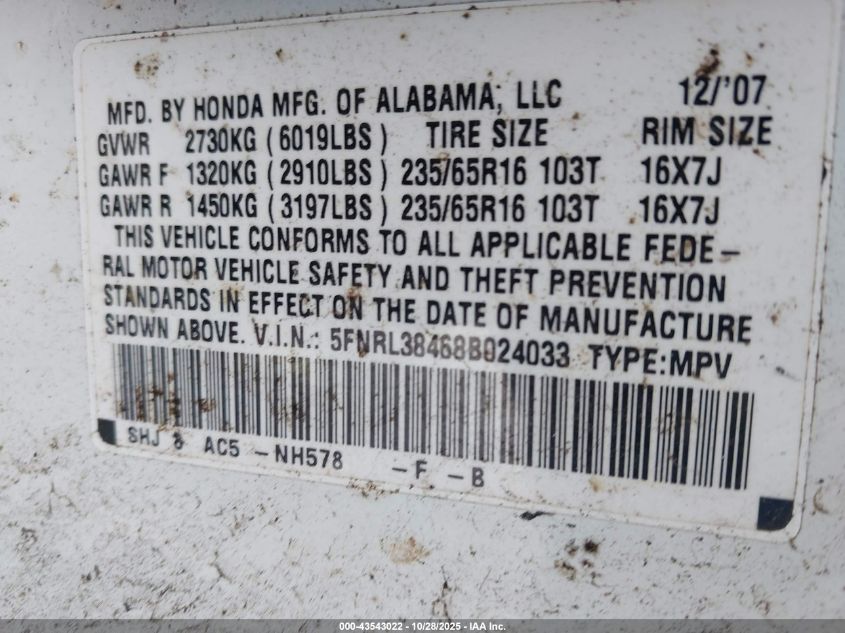 MFD. BY HONDA MFG. OF ALABAMA, LLC 12/'07
GVWR 2730KG (6019LBS) TIRE SIZE RIM SIZE
GAWR F 1320KG (2910LBS) 235/65R16 103T 16X7J
GAWR R 1450KG (3197LBS) 235/65R16 103T 16X7J
THIS VEHICLE CONFORMS TO ALL APPLICABLE FEDE-
RAL MOTOR VEHICLE SAFETY AND THEFT PREVENTION
STANDARDS IN EFFECT ON THE DATE OF MANUFACTURE
SHOWN ABOVE. V.I.N.: 5FNRL38468B024033 TYPE:MPV
SHJ 8 AC5 -NH578 -F -B
000-43543022 - 10/28/2025 - IAA Inc.